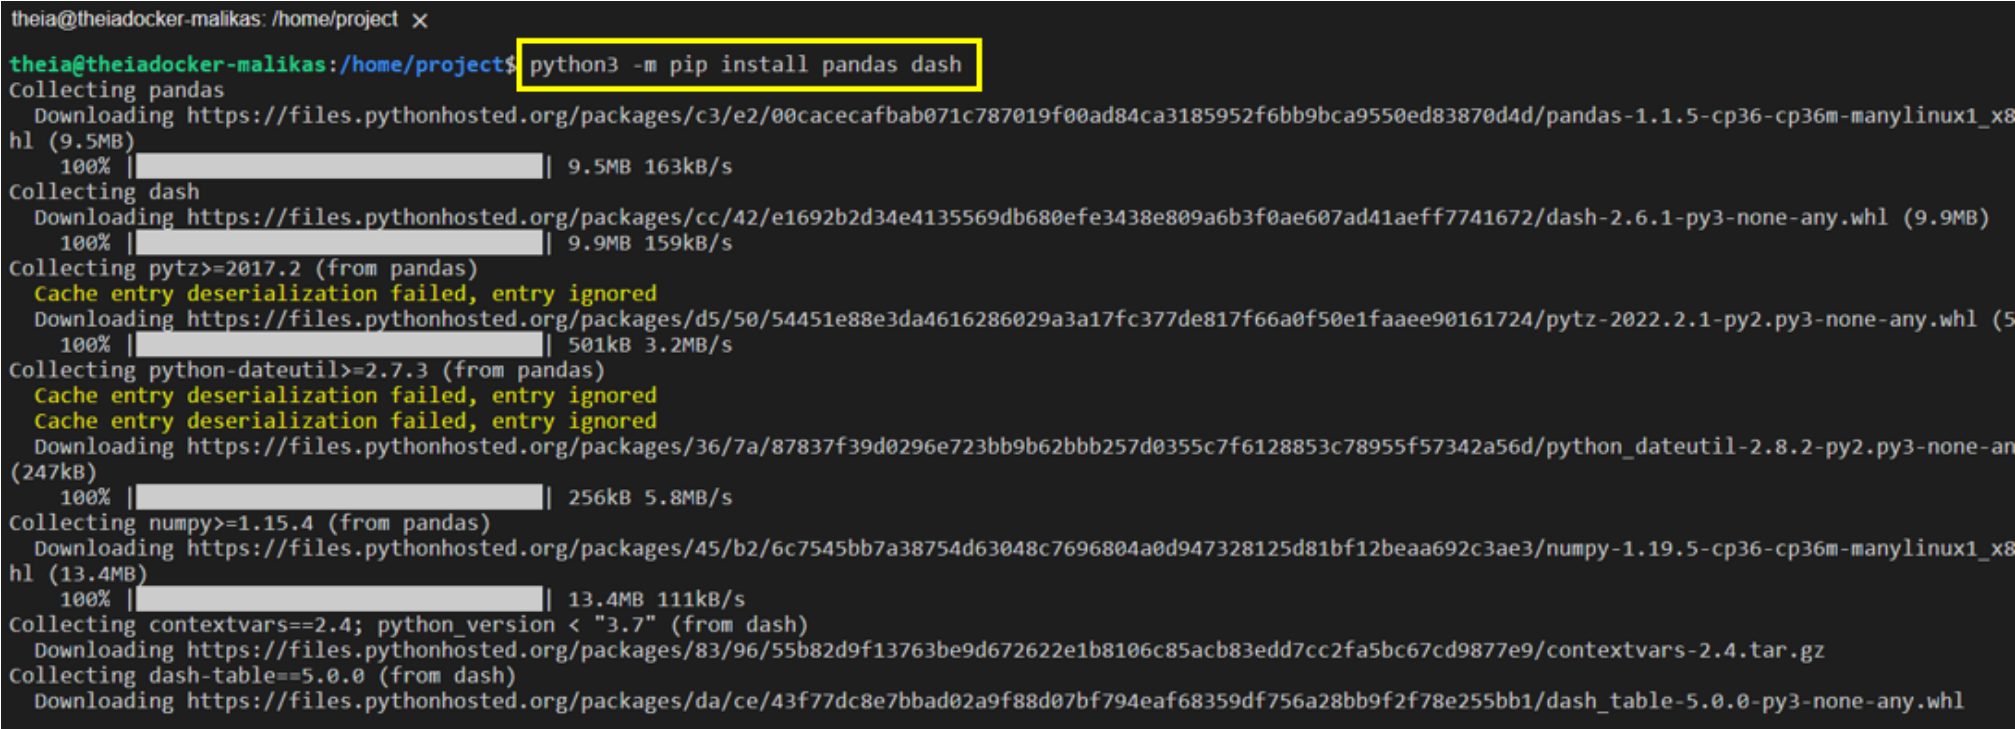 theia@theiadocker-malikas: /home/project ×
theia@theiadocker-malikas:/home/project$ python3 -m pip install pandas dash
Collecting pandas
Downloading https://files.pythonhosted.org/packages/c3/e2/00cacecafbab071c787019f00ad84ca3185952f6bb9bca9550ed83870d4d/pandas-1.1.5-cp36-cp36m-manylinux1_x8
hl (9.5MB)
100% | | 9.5MB 163kB/s
Collecting dash
Downloading https://files.pythonhosted.org/packages/cc/42/e1692b2d34e4135569db680efe3438e809a6b3f0ae607ad41aeff7741672/dash-2.6.1-py3-none-any.whl (9.9MB)
100% | | 9.9MB 159kB/s
Collecting pytz>=2017.2 (from pandas)
Cache entry deserialization failed, entry ignored
Downloading https://files.pythonhosted.org/packages/d5/50/54451e88e3da4616286029a3a17fc377de817f66a0f50e1faaee90161724/pytz-2022.2.1-py2.py3-none-any.whl (5
100% | | 501kB 3.2MB/s
Collecting python-dateutil>=2.7.3 (from pandas)
Cache entry deserialization failed, entry ignored
Cache entry deserialization failed, entry ignored
Downloading https://files.pythonhosted.org/packages/36/7a/87837f39d0296e723bb9b62bbb257d0355c7f6128853c78955f57342a56d/python_dateutil-2.8.2-py2.py3-none-an
(247kB)
100% | | 256kB 5.8MB/s
Collecting numpy>=1.15.4 (from pandas)
Downloading https://files.pythonhosted.org/packages/45/b2/6c7545bb7a38754d63048c7696804a0d947328125d81bf12beaa692c3ae3/numpy-1.19.5-cp36-cp36m-manylinux1_x8
hl (13.4MB)
100% | | 13.4MB 111kB/s
Collecting contextvars==2.4; python_version < "3.7" (from dash)
Downloading https://files.pythonhosted.org/packages/83/96/55b82d9f13763be9d672622e1b8106c85acb83edd7cc2fa5bc67cd9877e9/contextvars-2.4.tar.gz
Collecting dash-table==5.0.0 (from dash)
Downloading https://files.pythonhosted.org/packages/da/ce/43f77dc8e7bbad02a9f88d07bf794eaf68359df756a28bb9f2f78e255bb1/dash_table-5.0.0-py3-none-any.whl